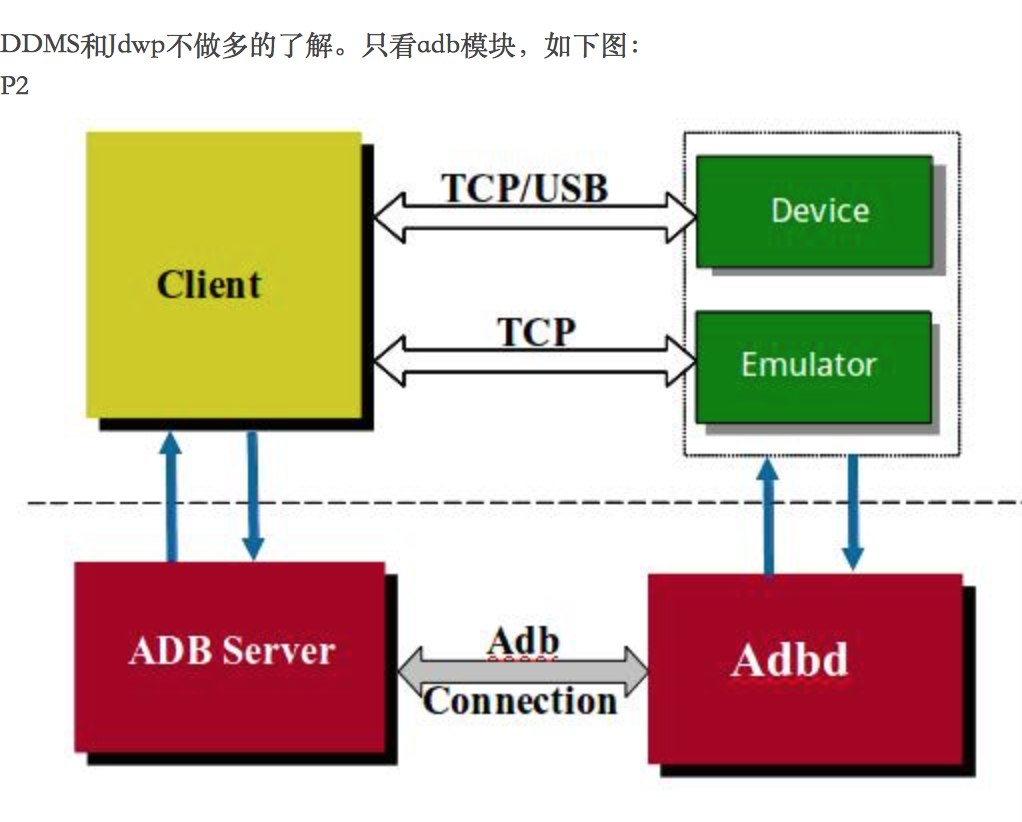 DDMS和Jdwp不做多的了解。只看adb模块，如下图：
P2
TCP/USB
Device
Client
TCP
Emulator
ADB Server
Adb
Connection
Adbd